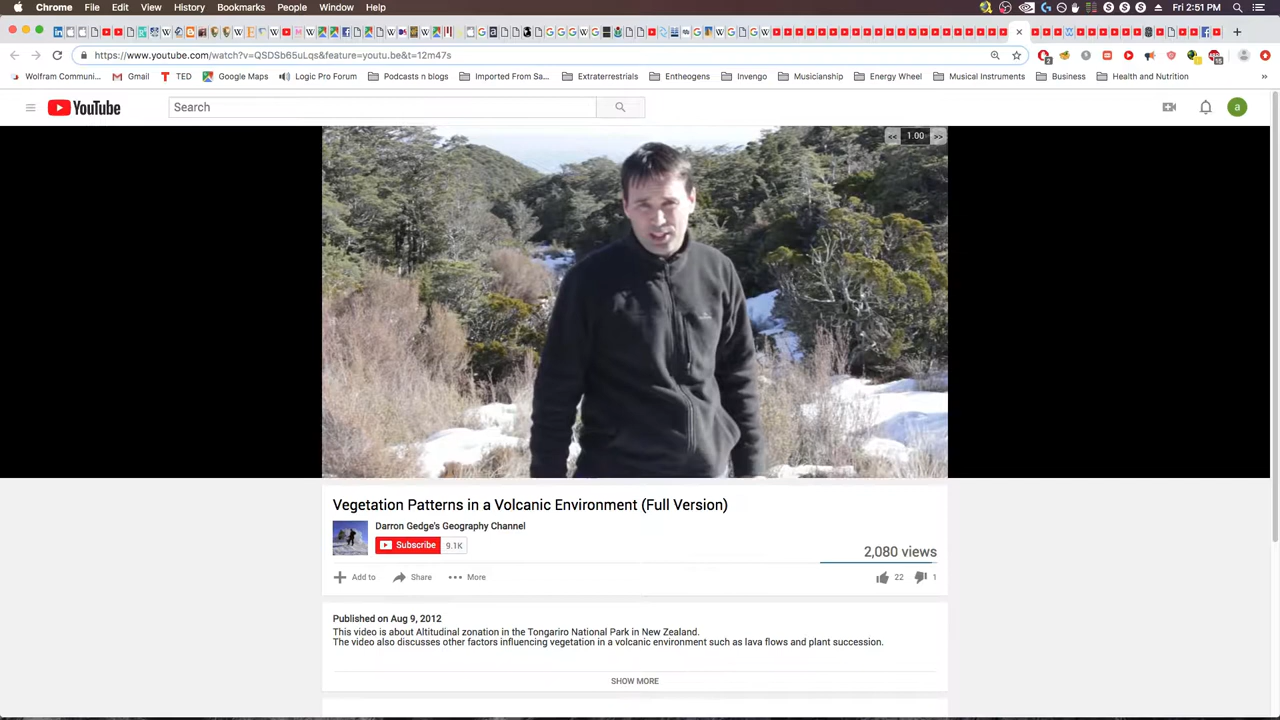 Chrome File Edit View History Bookmarks People Window Help
Fri 2:51 PM
https://www.youtube.com/watch?v=QSDSb65uLqs&feature=youtu.be&t=12m47s
Wolfram Communi... Gmail TED Google Maps Logic Pro Forum Podcasts n blogs Imported From Sa... Extraterrestrials Entheogens Invengo Musicianship Energy Wheel Musical Instruments Business Health and Nutrition »
YouTube
Search
a
<< 1.00 >>
Vegetation Patterns in a Volcanic Environment (Full Version)
Darron Gedge's Geography Channel
Subscribe 9.1K
2,080 views
Add to Share More
22 1
Published on Aug 9, 2012
This video is about Altitudinal zonation in the Tongariro National Park in New Zealand.
The video also discusses other factors influencing vegetation in a volcanic environment such as lava flows and plant succession.
SHOW MORE